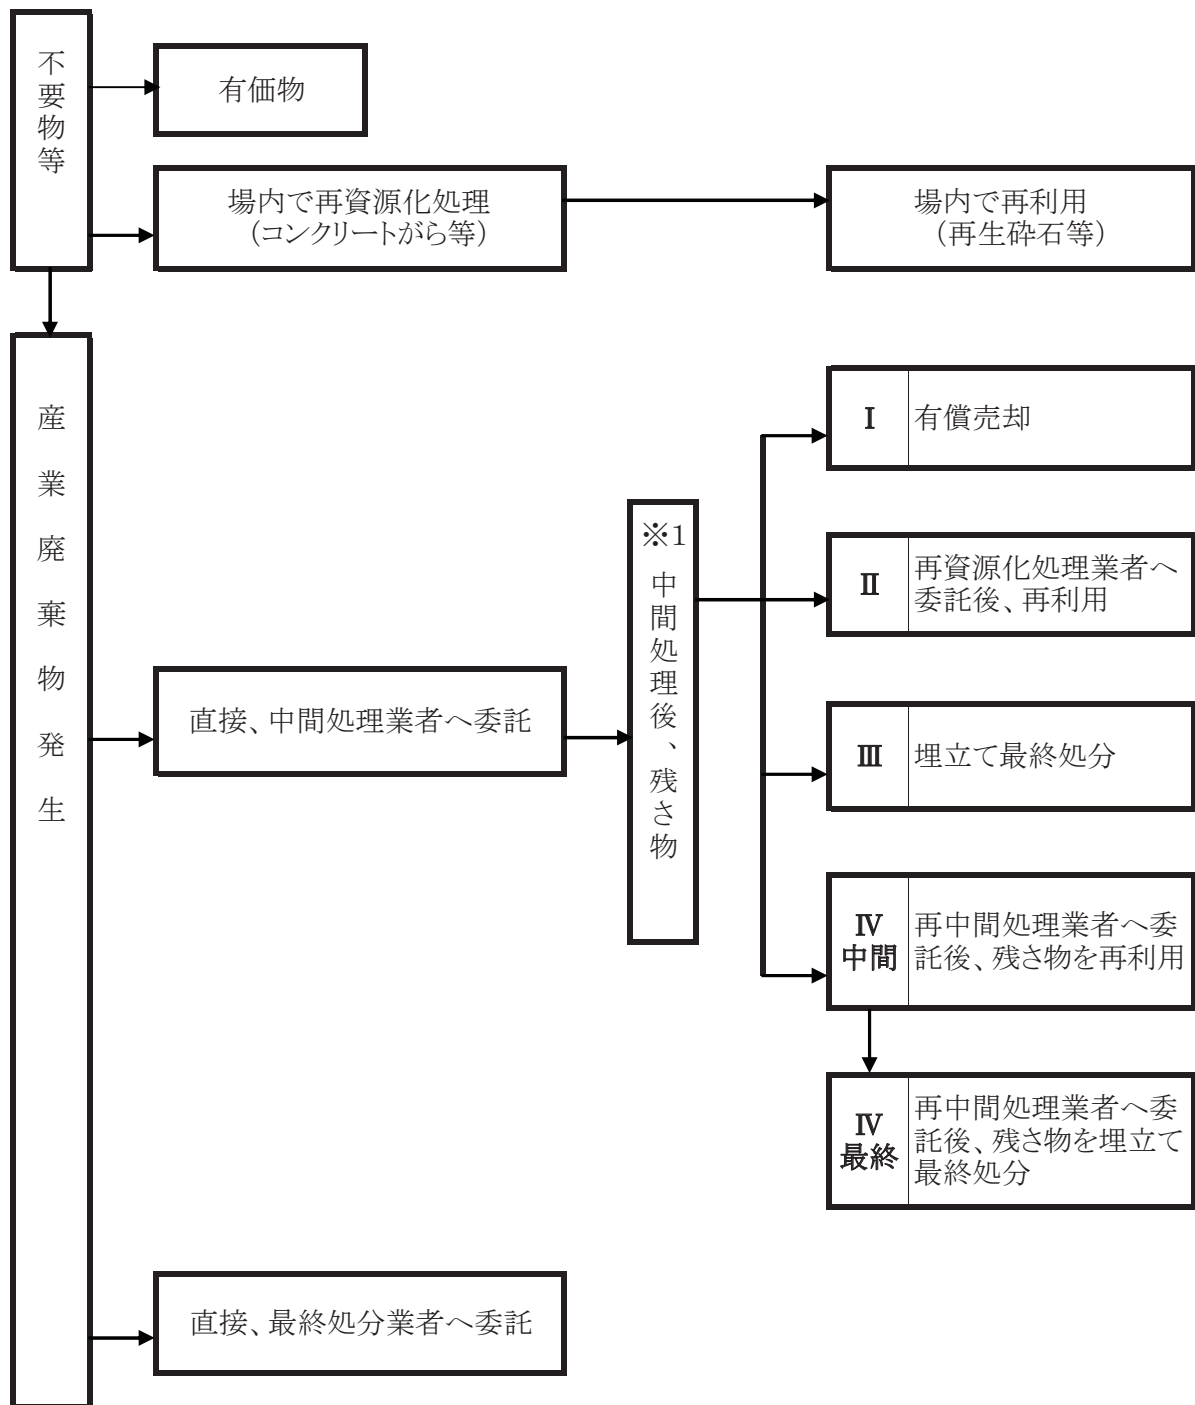 不要物等
有価物
場内で再資源化処理
(コンクリートがら等)
場内で再利用
(再生砕石等)
産業廃棄物発生
直接、中間処理業者へ委託
※1
中間処理後、残さ物
Ⅰ
有償売却
Ⅱ
再資源化処理業者へ
委託後、再利用
Ⅲ
埋立て最終処分
Ⅳ
中間
再中間処理業者へ委
託後、残さ物を再利用
Ⅳ
最終
再中間処理業者へ委
託後、残さ物を埋立て
最終処分
直接、最終処分業者へ委託